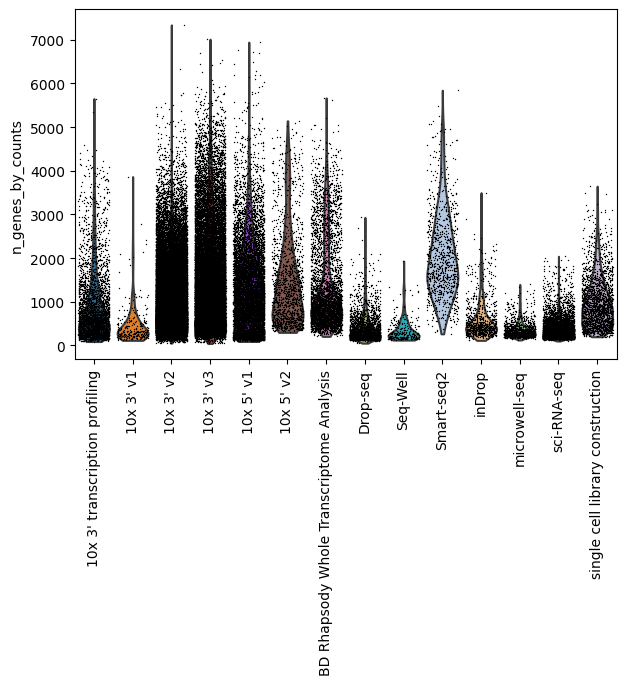 n_genes_by_counts
7000
6000
5000
4000
3000
2000
1000
0
10x 3' transcription profiling
10x 3' v1
10x 3' v2
10x 3' v3
10x 5' v1
10x 5' v2
BD Rhapsody Whole Transcriptome Analysis
Drop-seq
Seq-Well
Smart-seq2
inDrop
microwell-seq
sci-RNA-seq
single cell library construction